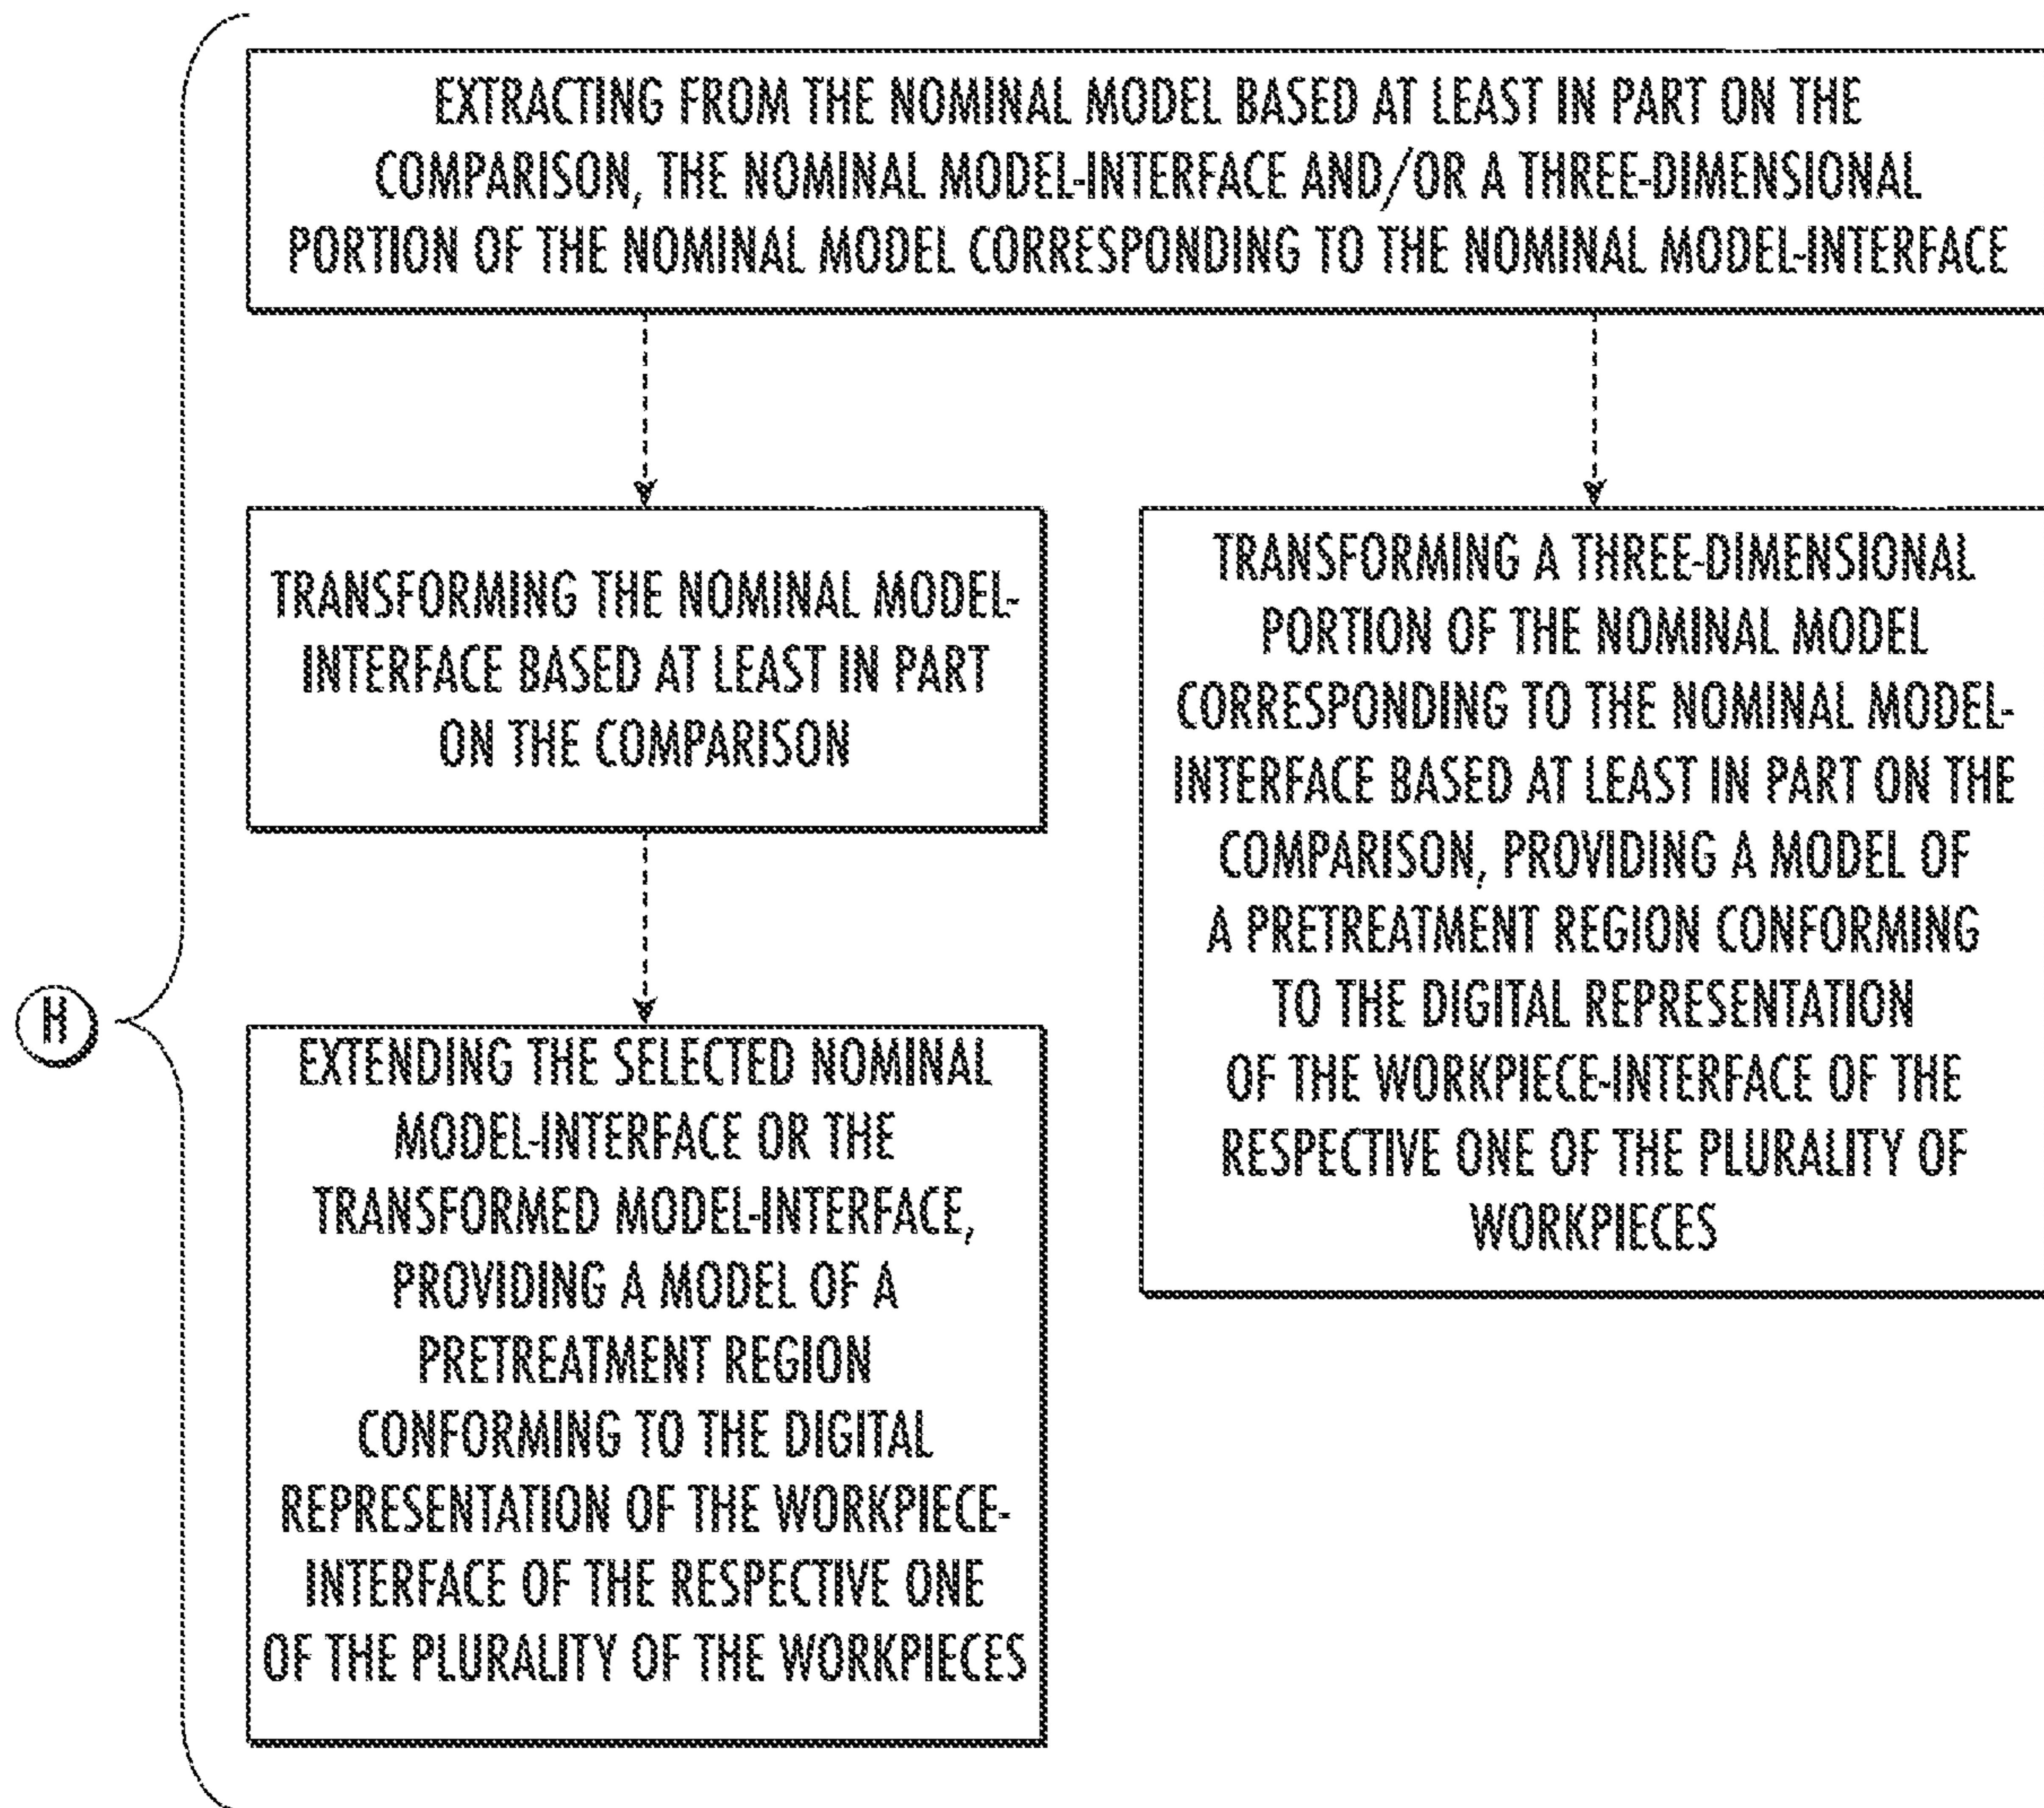 EXTRACTING FROM THE NOMINAL MODEL BASED AT LEAST IN PART ON THE
COMPARISON, THE NOMINAL MODEL-INTERFACE AND/OR A THREE-DIMENSIONAL
PORTION OF THE NOMINAL MODEL CORRESPONDING TO THE NOMINAL MODEL-INTERFACE
TRANSFORMING THE NOMINAL MODEL-
INTERFACE BASED AT LEAST IN PART
ON THE COMPARISON
TRANSFORMING A THREE-DIMENSIONAL
PORTION OF THE NOMINAL MODEL
CORRESPONDING TO THE NOMINAL MODEL-
INTERFACE BASED AT LEAST IN PART ON THE
COMPARISON, PROVIDING A MODEL OF
A PRETREATMENT REGION CONFORMING
TO THE DIGITAL REPRESENTATION
OF THE WORKPIECE-INTERFACE OF THE
RESPECTIVE ONE OF THE PLURALITY OF
WORKPIECES
H
EXTENDING THE SELECTED NOMINAL
MODEL-INTERFACE OR THE
TRANSFORMED MODEL-INTERFACE,
PROVIDING A MODEL OF A
PRETREATMENT REGION
CONFORMING TO THE DIGITAL
REPRESENTATION OF THE WORKPIECE-
INTERFACE OF THE RESPECTIVE ONE
OF THE PLURALITY OF THE WORKPIECES